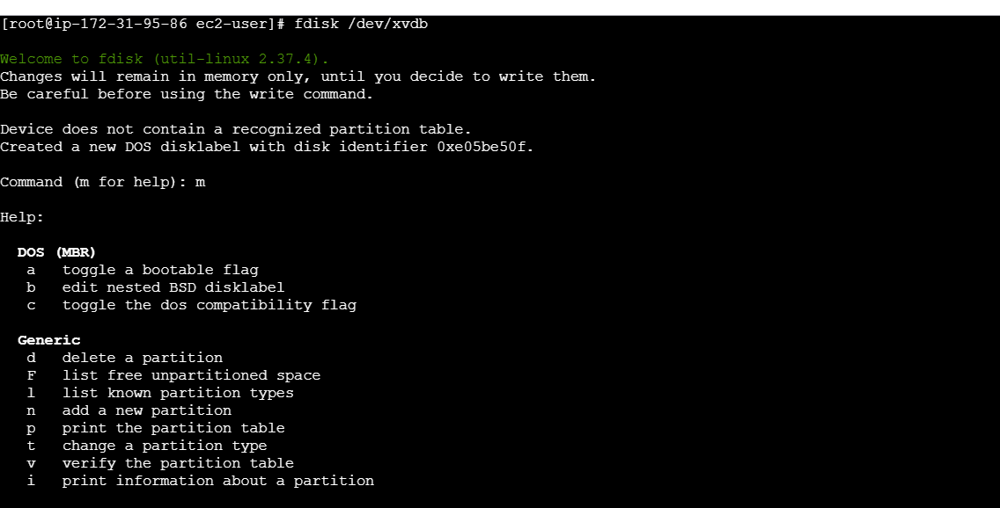 [root@ip-172-31-95-86 ec2-user]# fdisk /dev/xvdb
Welcome to fdisk (util-linux 2.37.4).
Changes will remain in memory only, until you decide to write them.
Be careful before using the write command.
Device does not contain a recognized partition table.
Created a new DOS disklabel with disk identifier 0xe05be50f.
Command (m for help): m
Help:
DOS (MBR)
a   toggle a bootable flag
b   edit nested BSD disklabel
c   toggle the dos compatibility flag
Generic
d   delete a partition
F   list free unpartitioned space
l   list known partition types
n   add a new partition
p   print the partition table
t   change a partition type
v   verify the partition table
i   print information about a partition